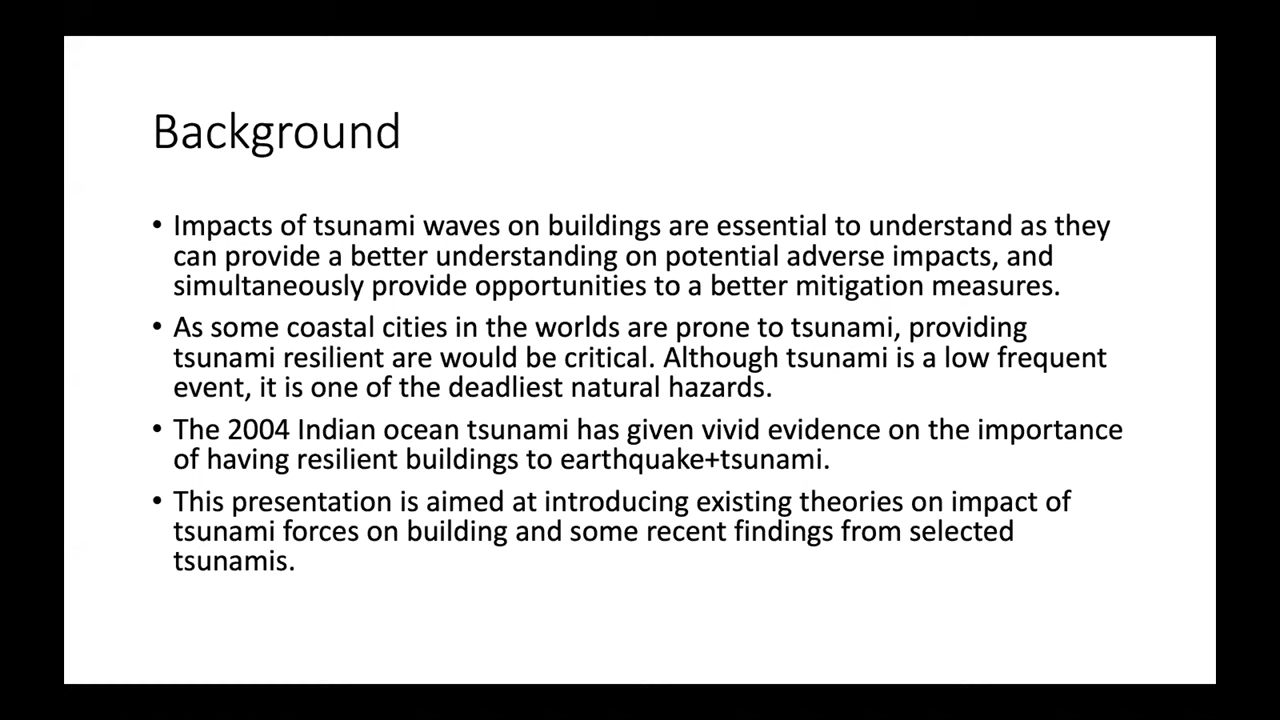 Background
• Impacts of tsunami waves on buildings are essential to understand as they
can provide a better understanding on potential adverse impacts, and
simultaneously provide opportunities to a better mitigation measures.
• As some coastal cities in the worlds are prone to tsunami, providing
tsunami resilient are would be critical. Although tsunami is a low frequent
event, it is one of the deadliest natural hazards.
• The 2004 Indian ocean tsunami has given vivid evidence on the importance
of having resilient buildings to earthquake+tsunami.
• This presentation is aimed at introducing existing theories on impact of
tsunami forces on building and some recent findings from selected
tsunamis.